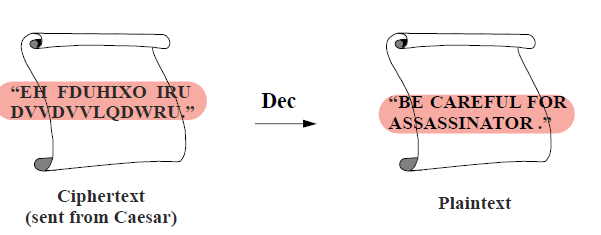 “EH FDUHIXO IRU
DVVDVVLQDWRU.”
Dec
“BE CAREFUL FOR
ASSASSINATOR .”
Ciphertext
(sent from Caesar)
Plaintext